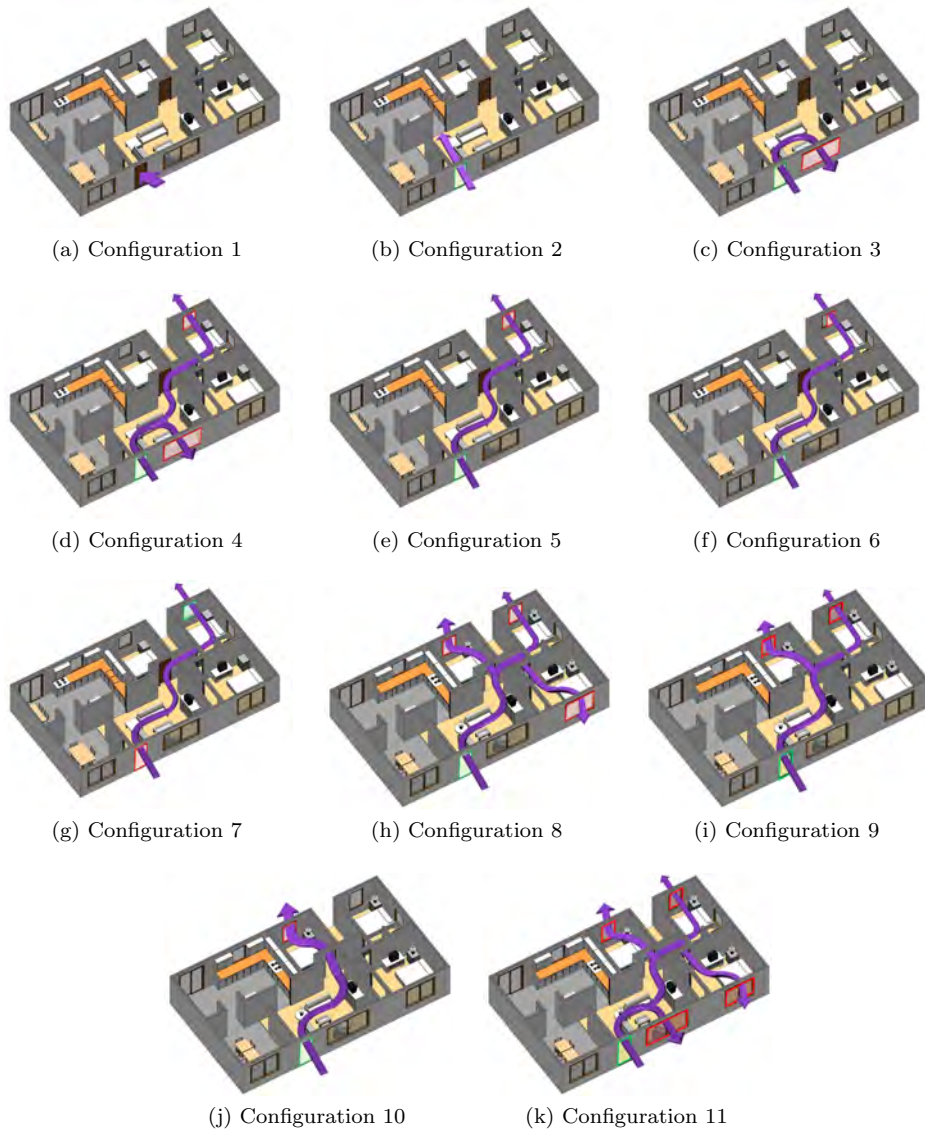 (a) Configuration 1
(b) Configuration 2
(c) Configuration 3
(d) Configuration 4
(e) Configuration 5
(f) Configuration 6
(g) Configuration 7
(h) Configuration 8
(i) Configuration 9
(j) Configuration 10
(k) Configuration 11